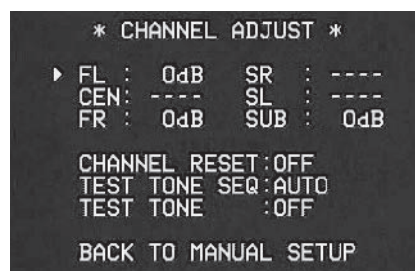 * CHANNEL ADJUST *
FL : 0dB SR : ----
CEN: ---- SL : ----
FR : 0dB SUB : 0dB
CHANNEL RESET:OFF
TEST TONE SEQ:AUTO
TEST TONE :OFF
BACK TO MANUAL SETUP